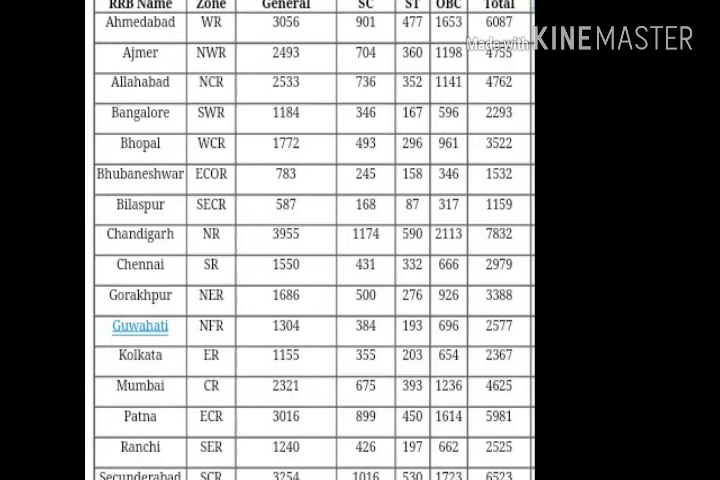 RRB Name Zone General SC ST OBC Total
Ahmedabad WR 3056 901 477 1653 6087
Made with KINEMASTER
Ajmer NWR 2493 704 360 1198 4755
Allahabad NCR 2533 736 352 1141 4762
Bangalore SWR 1184 346 167 596 2293
Bhopal WCR 1772 493 296 961 3522
Bhubaneshwar ECOR 783 245 158 346 1532
Bilaspur SECR 587 168 87 317 1159
Chandigarh NR 3955 1174 590 2113 7832
Chennai SR 1550 431 332 666 2979
Gorakhpur NER 1686 500 276 926 3388
Guwahati NFR 1304 384 193 696 2577
Kolkata ER 1155 355 203 654 2367
Mumbai CR 2321 675 393 1236 4625
Patna ECR 3016 899 450 1614 5981
Ranchi SER 1240 426 197 662 2525
Secunderabad SCR 3254 1016 530 1723 6523